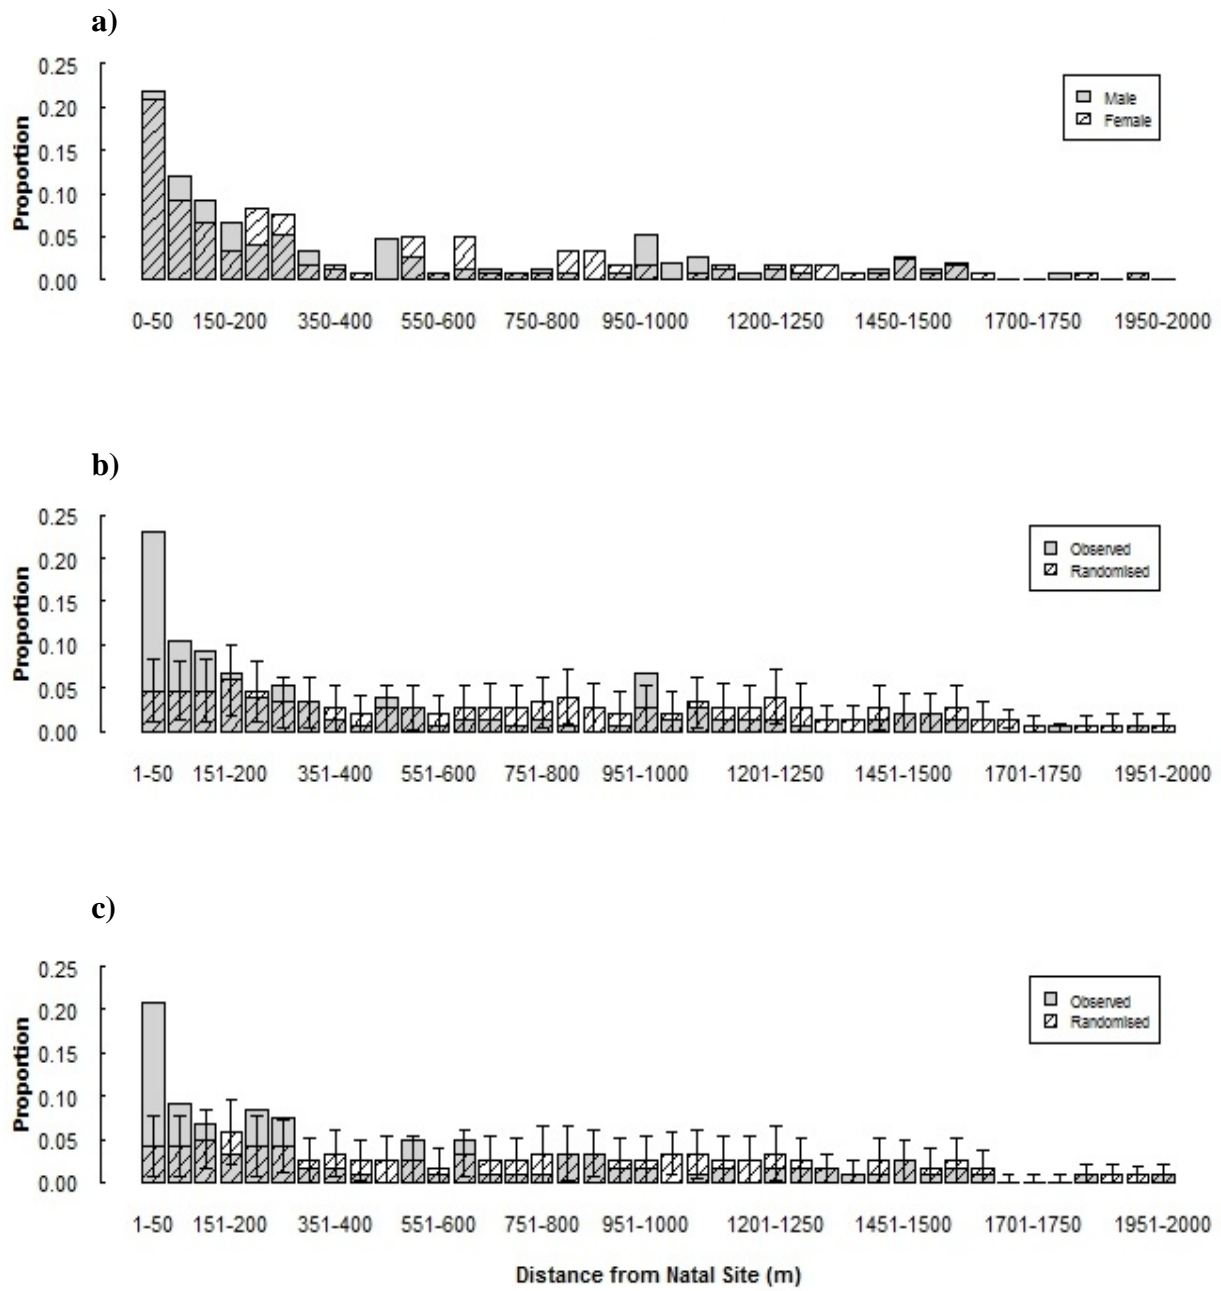 a)
0.25
0.20
0.15
0.10
0.05
0.00
Proportion
Male
Female
0-50 150-200 350-400 550-600 750-800 950-1000 1200-1250 1450-1500 1700-1750 1950-2000
b)
0.25
0.20
0.15
0.10
0.05
0.00
Proportion
Observed
Randomised
1-50 151-200 351-400 551-600 751-800 951-1000 1201-1250 1451-1500 1701-1750 1951-2000
c)
0.25
0.20
0.15
0.10
0.05
0.00
Proportion
Observed
Randomised
1-50 151-200 351-400 551-600 751-800 951-1000 1201-1250 1451-1500 1701-1750 1951-2000
Distance from Natal Site (m)